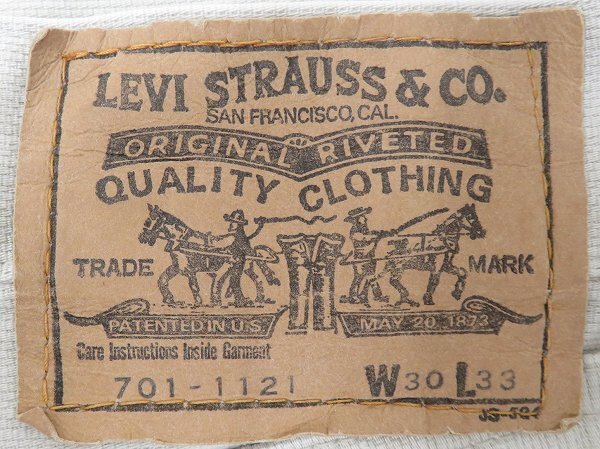 LEVI STRAUSS & CO.
SAN FRANCISCO, CAL.
ORIGINAL RIVETED
QUALITY CLOTHING
TRADE MARK
PATENTED IN U.S. MAY 20, 1873
Care Instructions Inside Garment
701-1121 W30 L33